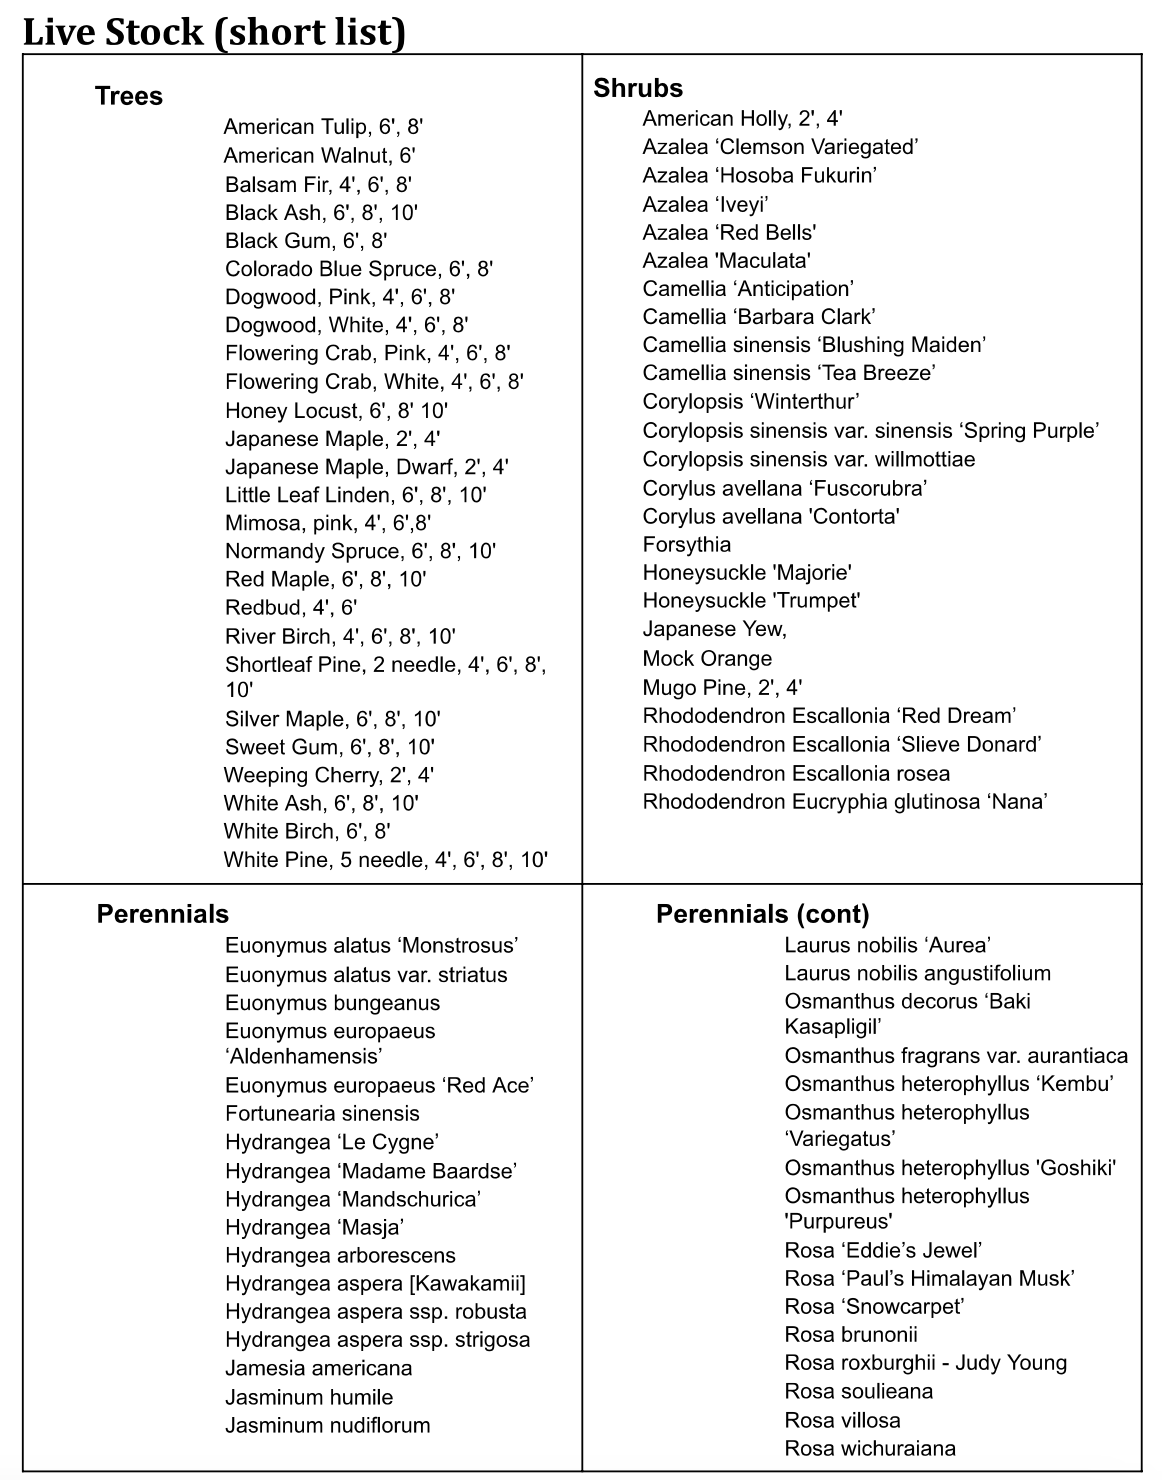 Live Stock (short list)
Trees
American Tulip, 6', 8'
American Walnut, 6'
Balsam Fir, 4', 6', 8'
Black Ash, 6', 8', 10'
Black Gum, 6', 8'
Colorado Blue Spruce, 6', 8'
Dogwood, Pink, 4', 6', 8'
Dogwood, White, 4', 6', 8'
Flowering Crab, Pink, 4', 6', 8'
Flowering Crab, White, 4', 6', 8'
Honey Locust, 6', 8' 10'
Japanese Maple, 2', 4'
Japanese Maple, Dwarf, 2', 4'
Little Leaf Linden, 6', 8', 10'
Mimosa, pink, 4', 6',8'
Normandy Spruce, 6', 8', 10'
Red Maple, 6', 8', 10'
Redbud, 4', 6'
River Birch, 4', 6', 8', 10'
Shortleaf Pine, 2 needle, 4', 6', 8',
10'
Silver Maple, 6', 8', 10'
Sweet Gum, 6', 8', 10'
Weeping Cherry, 2', 4'
White Ash, 6', 8', 10'
White Birch, 6', 8'
White Pine, 5 needle, 4', 6', 8', 10'
Shrubs
American Holly, 2', 4'
Azalea ‘Clemson Variegated’
Azalea ‘Hosoba Fukurin’
Azalea ‘Iveyi’
Azalea ‘Red Bells'
Azalea 'Maculata'
Camellia ‘Anticipation’
Camellia ‘Barbara Clark’
Camellia sinensis ‘Blushing Maiden’
Camellia sinensis ‘Tea Breeze’
Corylopsis ‘Winterthur’
Corylopsis sinensis var. sinensis ‘Spring Purple’
Corylopsis sinensis var. willmottiae
Corylus avellana ‘Fuscorubra’
Corylus avellana 'Contorta'
Forsythia
Honeysuckle 'Majorie'
Honeysuckle 'Trumpet'
Japanese Yew,
Mock Orange
Mugo Pine, 2', 4'
Rhododendron Escallonia ‘Red Dream’
Rhododendron Escallonia ‘Slieve Donard’
Rhododendron Escallonia rosea
Rhododendron Eucryphia glutinosa ‘Nana’
Perennials
Euonymus alatus ‘Monstrosus’
Euonymus alatus var. striatus
Euonymus bungeanus
Euonymus europaeus
‘Aldenhamensis’
Euonymus europaeus ‘Red Ace’
Fortunearia sinensis
Hydrangea ‘Le Cygne’
Hydrangea ‘Madame Baardse’
Hydrangea ‘Mandschurica’
Hydrangea ‘Masja’
Hydrangea arborescens
Hydrangea aspera [Kawakamii]
Hydrangea aspera ssp. robusta
Hydrangea aspera ssp. strigosa
Jamesia americana
Jasminum humile
Jasminum nudiflorum
Perennials (cont)
Laurus nobilis ‘Aurea’
Laurus nobilis angustifolium
Osmanthus decorus ‘Baki
Kasapligil’
Osmanthus fragrans var. aurantiaca
Osmanthus heterophyllus ‘Kembu’
Osmanthus heterophyllus
‘Variegatus’
Osmanthus heterophyllus 'Goshiki'
Osmanthus heterophyllus
'Purpureus'
Rosa ‘Eddie’s Jewel’
Rosa ‘Paul’s Himalayan Musk’
Rosa ‘Snowcarpet’
Rosa brunonii
Rosa roxburghii - Judy Young
Rosa soulieana
Rosa villosa
Rosa wichuraiana